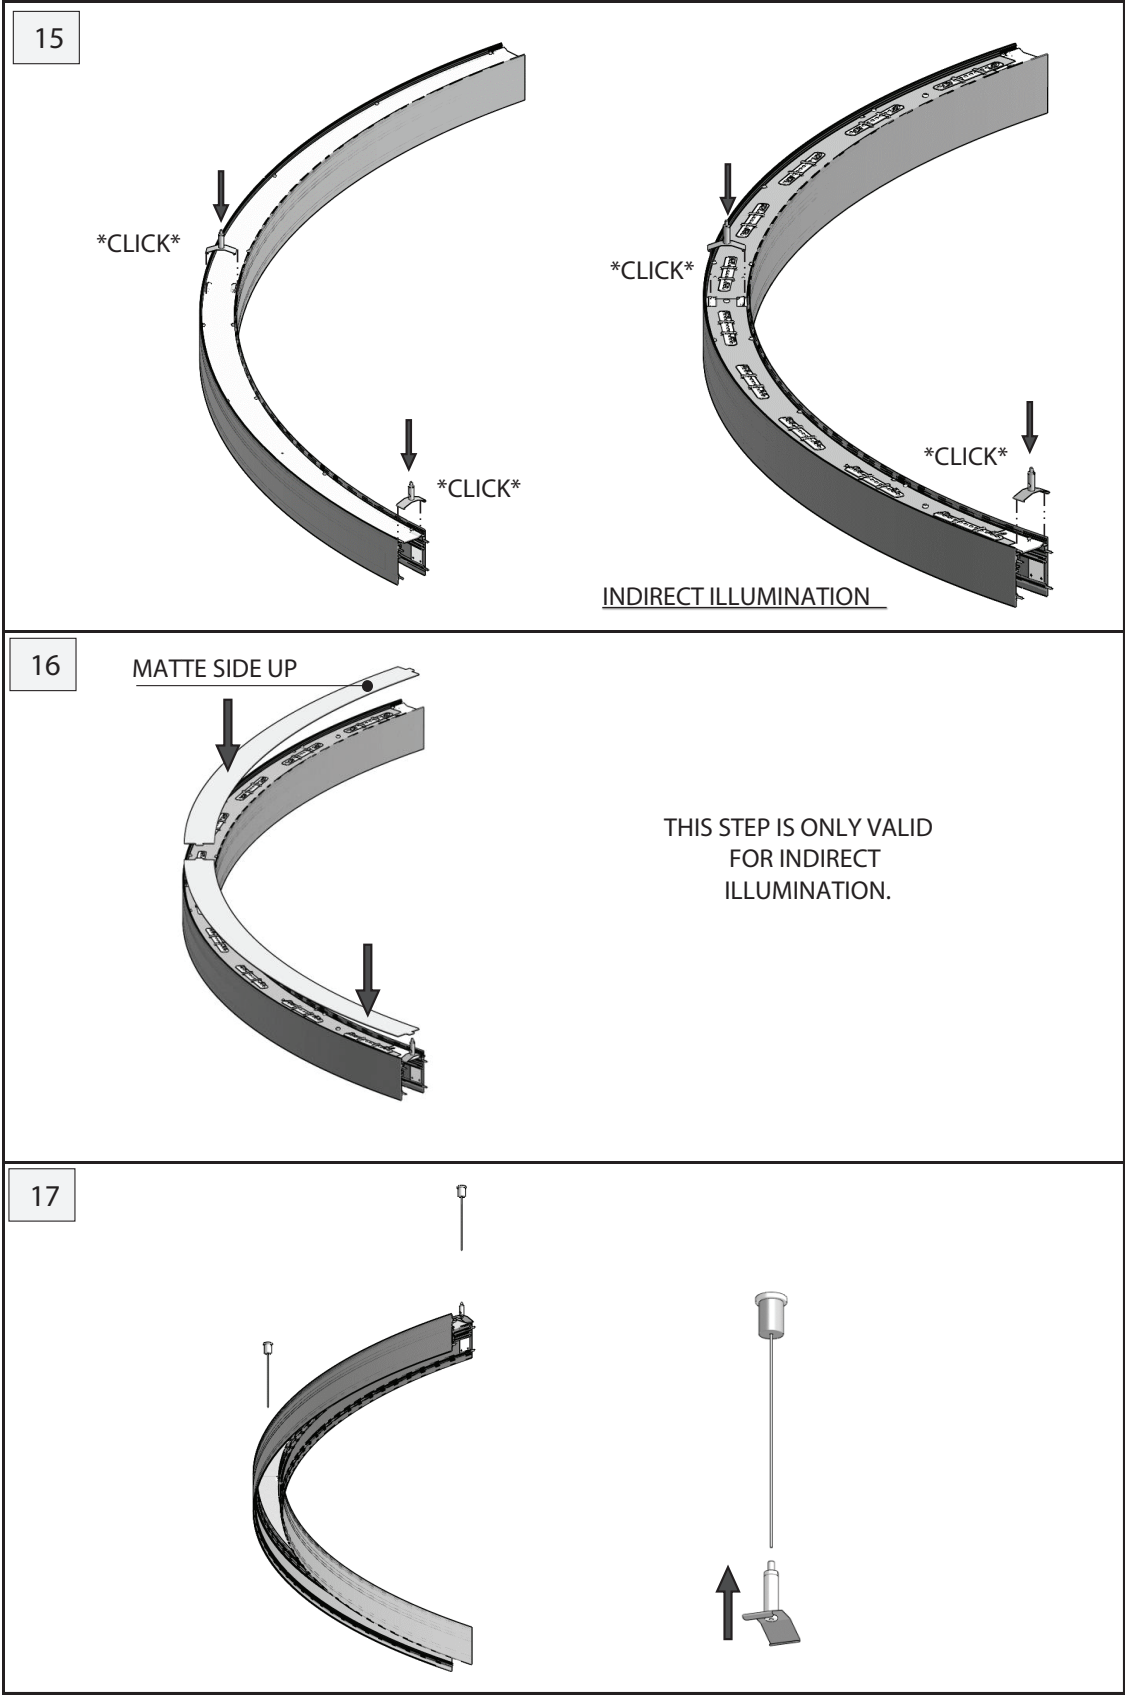 15
*CLICK*
*CLICK*
*CLICK*
*CLICK*
INDIRECT ILLUMINATION
16
MATTE SIDE UP
THIS STEP IS ONLY VALID
FOR INDIRECT
ILLUMINATION.
17